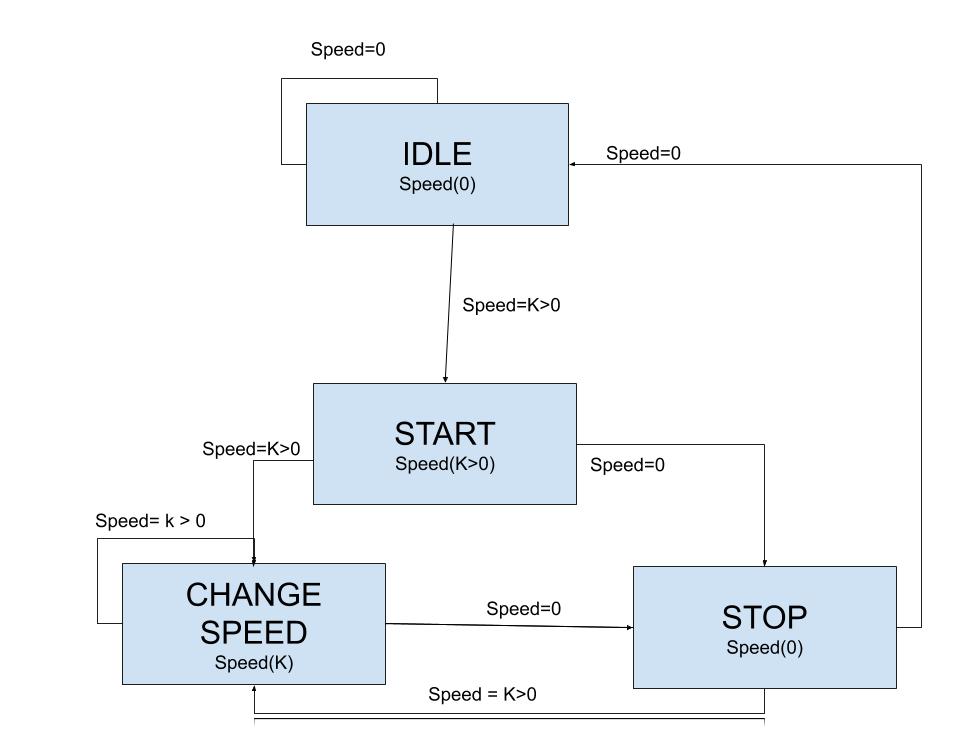 Speed=0
IDLE
Speed(0)
Speed=0
Speed=K>0
START
Speed(K>0)
Speed=K>0
Speed=0
Speed= k > 0
CHANGE
SPEED
Speed(K)
Speed=0
STOP
Speed(0)
Speed = K>0